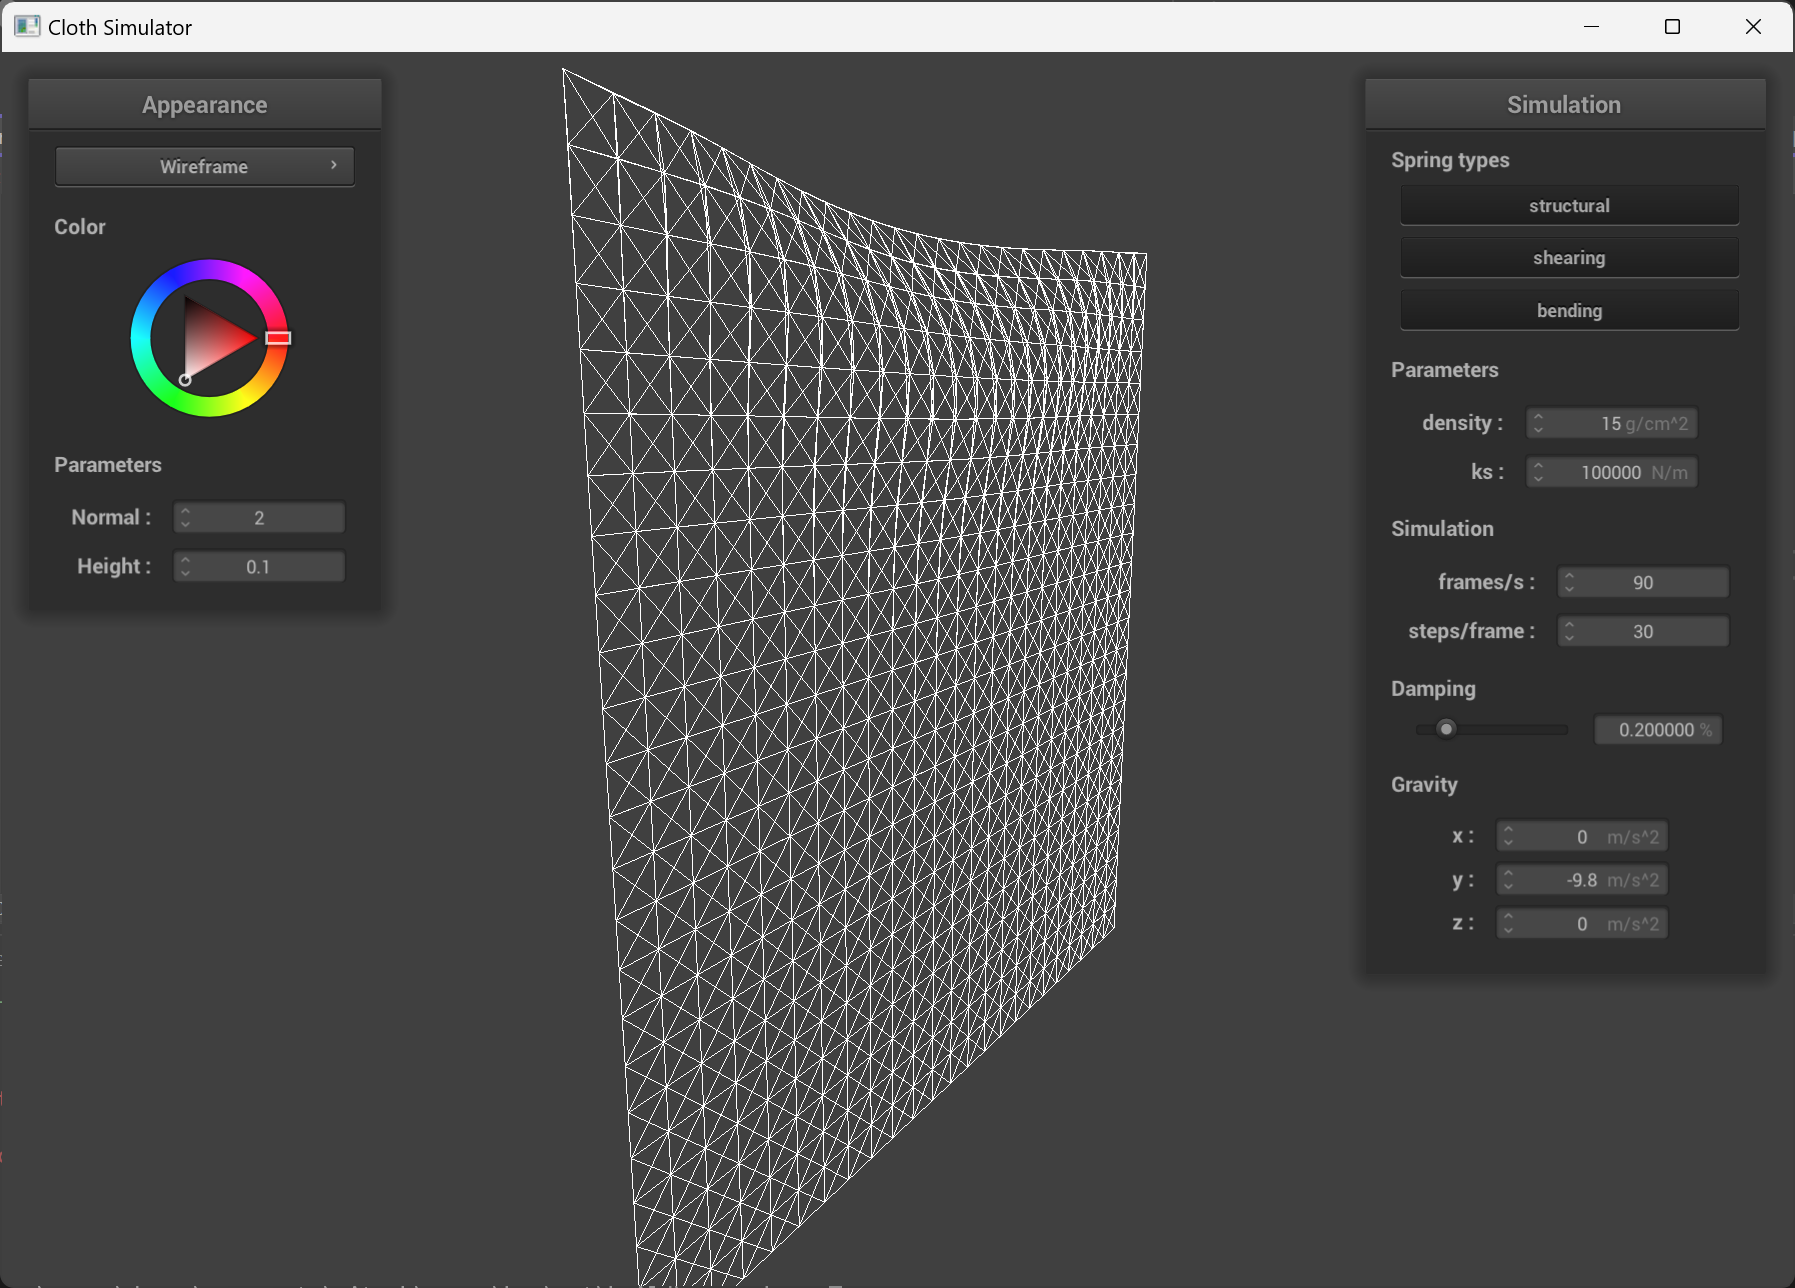 Cloth Simulator
Appearance
Wireframe
Color
Parameters
Normal : 2
Height : 0.1
Simulation
Spring types
structural
shearing
bending
Parameters
density : 15 g/cm^2
ks : 100000 N/m
Simulation
frames/s : 90
steps/frame : 30
Damping
0.200000 %
Gravity
x : 0 m/s^2
y : -9.8 m/s^2
z : 0 m/s^2